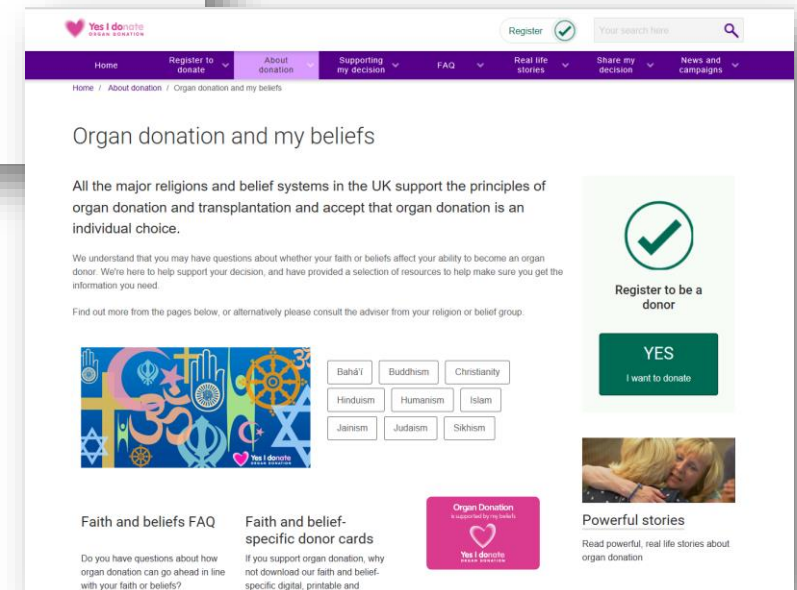 Yes I donate
ORGAN DONATION
Register
Your search here
Home
Register to
donate
About
donation
Supporting
my decision
FAQ
Real life
stories
Share my
decision
News and
campaigns
Home / About donation / Organ donation and my beliefs
Organ donation and my beliefs
All the major religions and belief systems in the UK support the principles of
organ donation and transplantation and accept that organ donation is an
individual choice.
We understand that you may have questions about whether your faith or beliefs affect your ability to become an organ
donor. We're here to help support your decision, and have provided a selection of resources to help make sure you get the
information you need.
Find out more from the pages below, or alternatively please consult the adviser from your religion or belief group.
Register to be a
donor
YES
I want to donate
Yes I donate
ORGAN DONATION
Bahá'í
Buddhism
Christianity
Hinduism
Humanism
Islam
Jainism
Judaism
Sikhism
Faith and beliefs FAQ
Do you have questions about how
organ donation can go ahead in line
with your faith or beliefs?
Faith and belief-
specific donor cards
If you support organ donation, why
not download our faith and belief-
specific digital, printable and
Organ Donation
is supported by my beliefs
Yes I donate
ORGAN DONATION
Powerful stories
Read powerful, real life stories about
organ donation